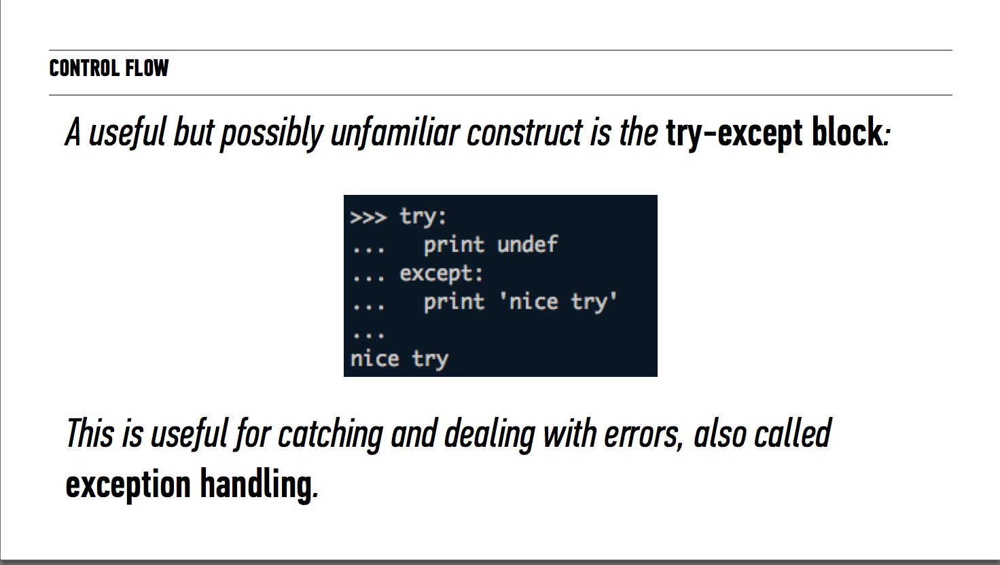 CONTROL FLOW
A useful but possibly unfamiliar construct is the try-except block:
>>> try:
...   print undef
... except:
...   print 'nice try'
...
nice try
This is useful for catching and dealing with errors, also called
exception handling.